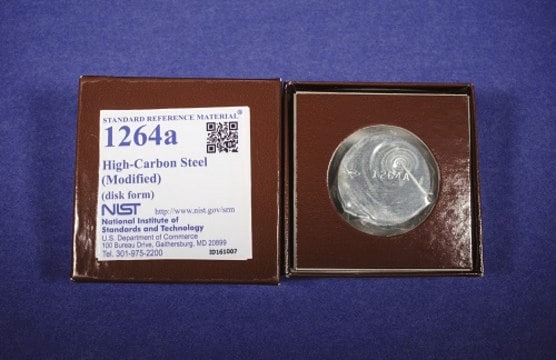 STANDARD REFERENCE MATERIAL®
1264a
High-Carbon Steel
(Modified)
(disk form)
NIST http://www.nist.gov/srm
National Institute of
Standards and Technology
U.S. Department of Commerce
100 Bureau Drive, Gaithersburg, MD 20899
Tel. 301-975-2200 ID161007
1264A